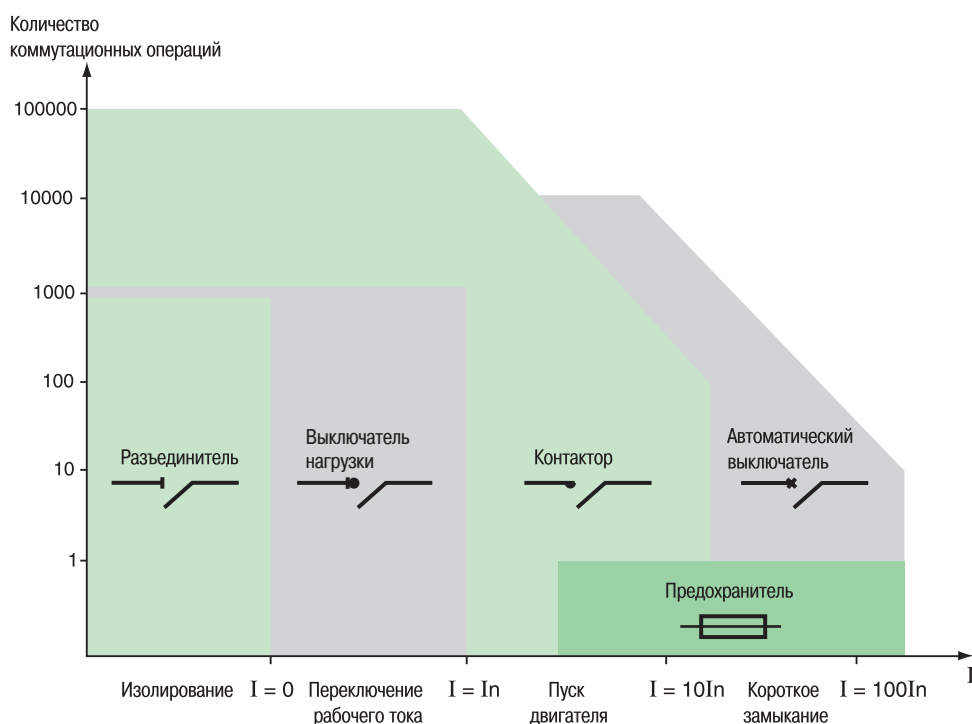 Количество
коммутационных операций
100000
10000
1000
100
10
1
Разъединитель
Выключатель
нагрузки
Контактор
Автоматический
выключатель
Предохранитель
I
Изолирование
I = 0
Переключение
рабочего тока
I = In
Пуск
двигателя
I = 10In
Короткое
замыкание
I = 100In